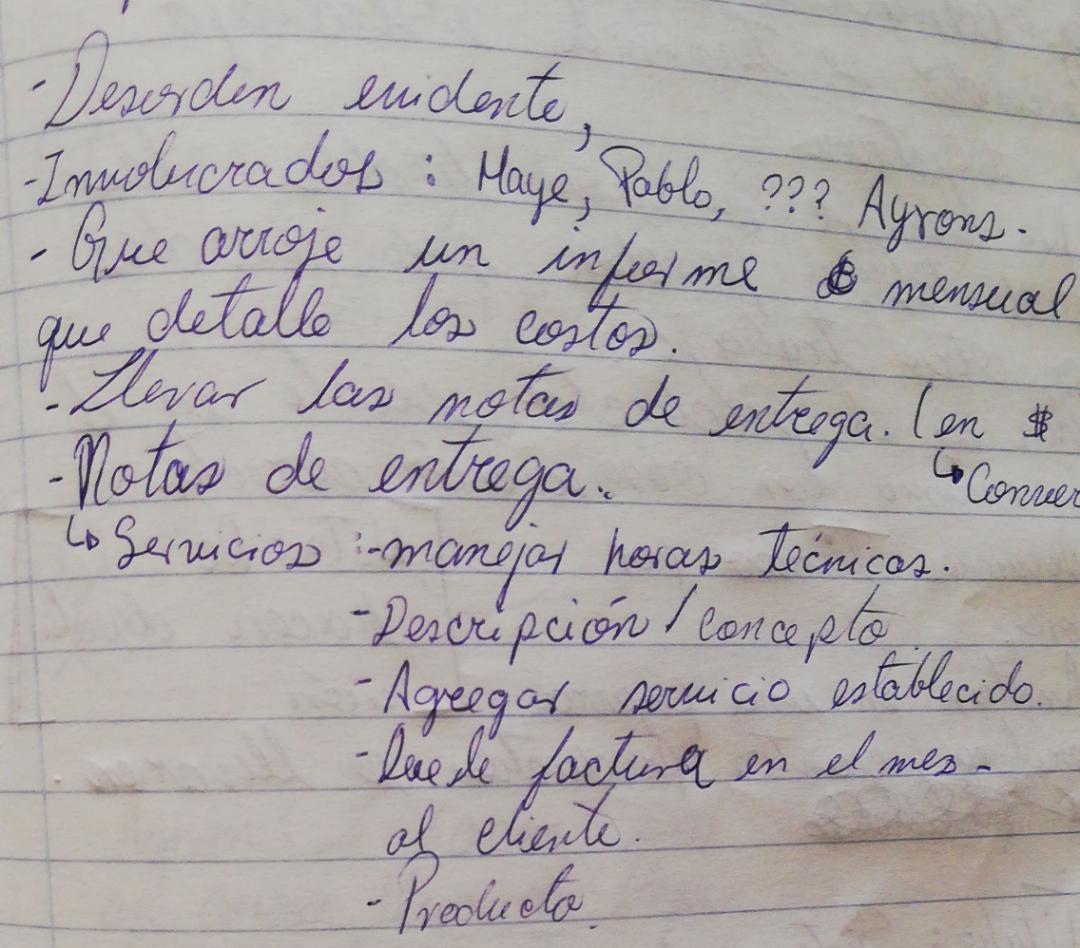 - Desorden evidente,
- Involucrados : Maye, Pablo, ??? Ayrons.
- Que arroje un informe mensual
que detalle los costos.
- Llevar las notas de entrega. (en $
↳ Conver
- Notas de entrega.
↳ Servicios :- manejar horas técnicas.
- Descripción / concepto
- Agregar servicio establecido.
- Que le factura en el mes -
al cliente.
- Producto.